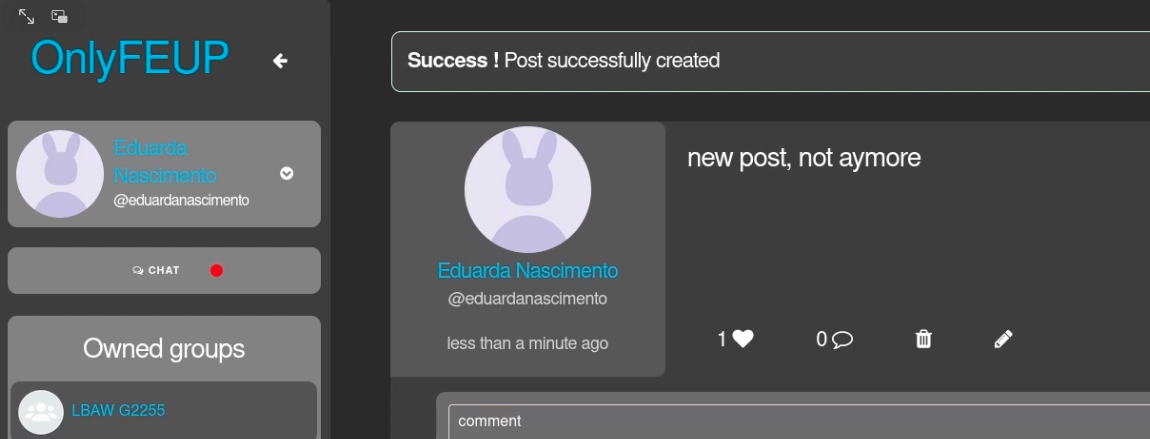 OnlyFEUP
Eduarda
Nascimento
@eduardanascimento
CHAT
Owned groups
LBAW G2255
Success ! Post successfully created
Eduarda Nascimento
@eduardanascimento
less than a minute ago
new post, not aymore
1
0
comment